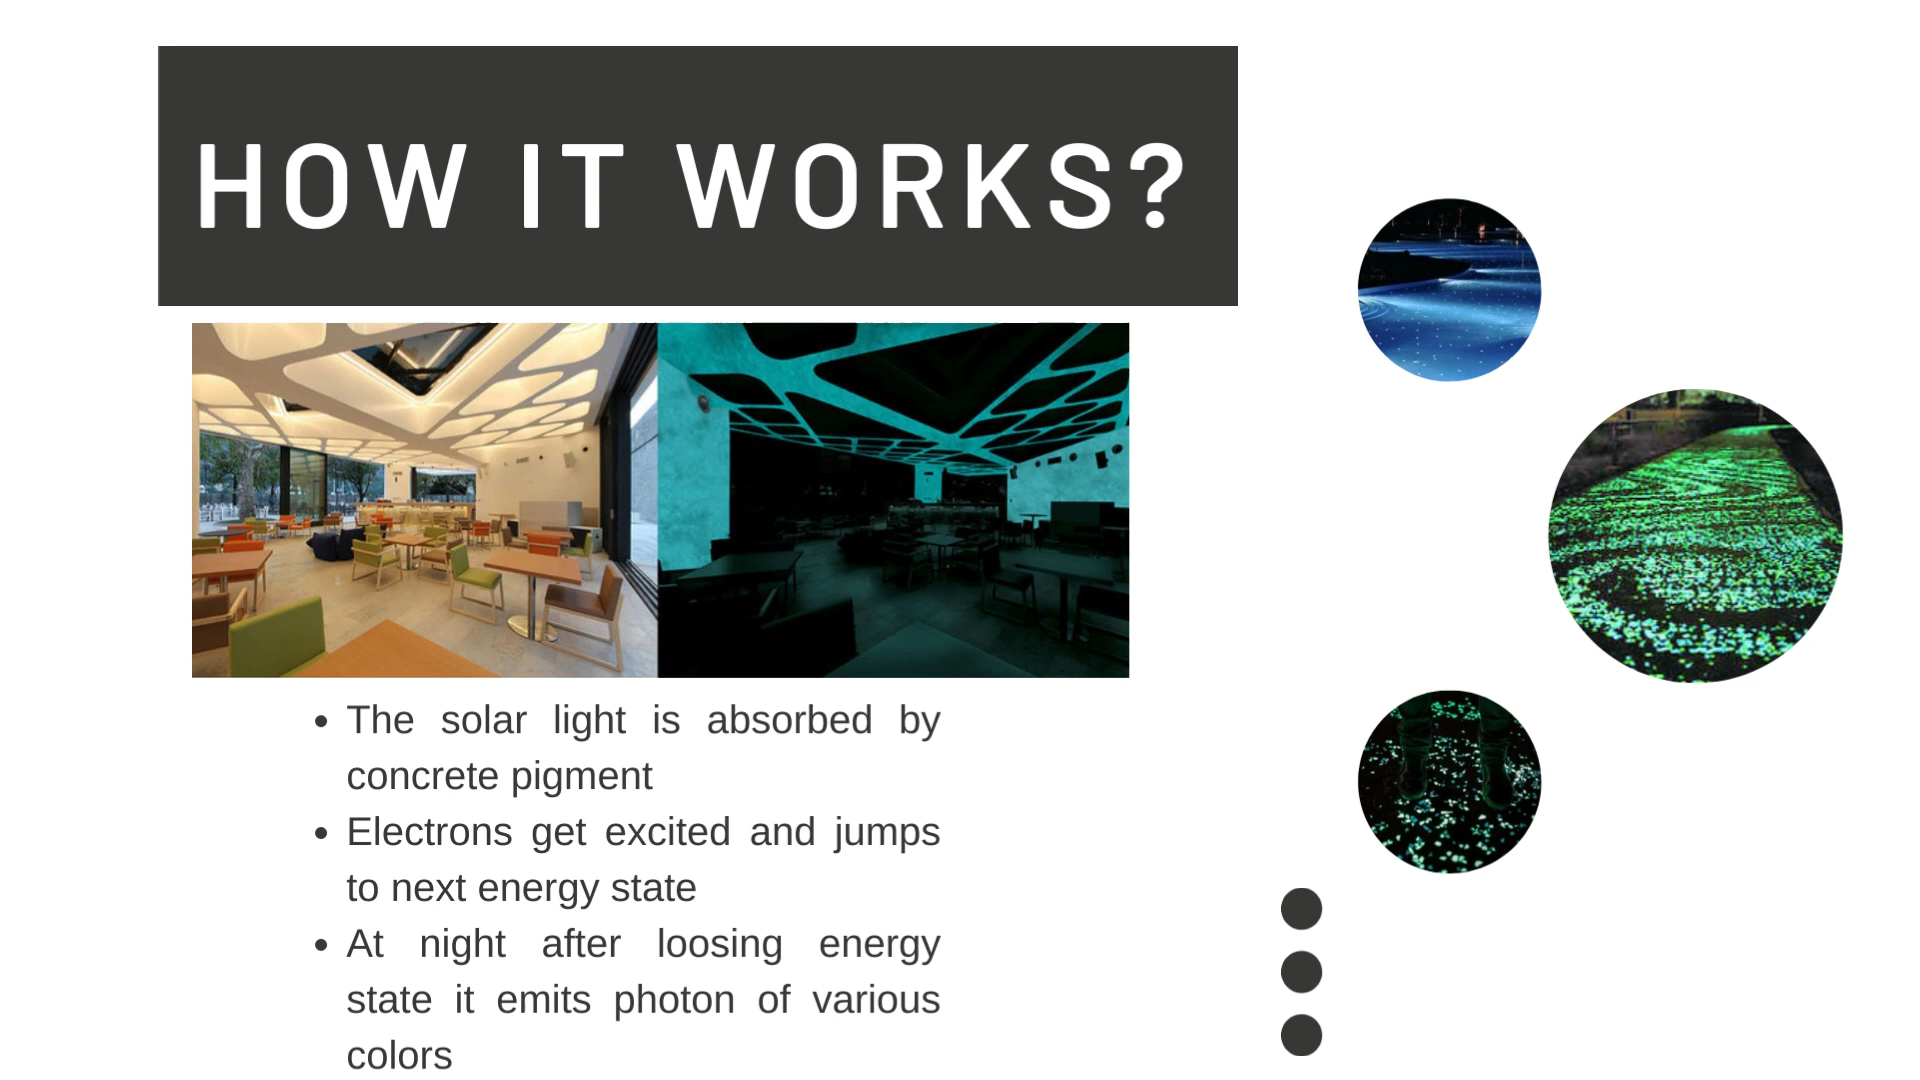 HOW IT WORKS?
• The solar light is absorbed by
concrete pigment
• Electrons get excited and jumps
to next energy state
• At night after loosing energy
state it emits photon of various
colors